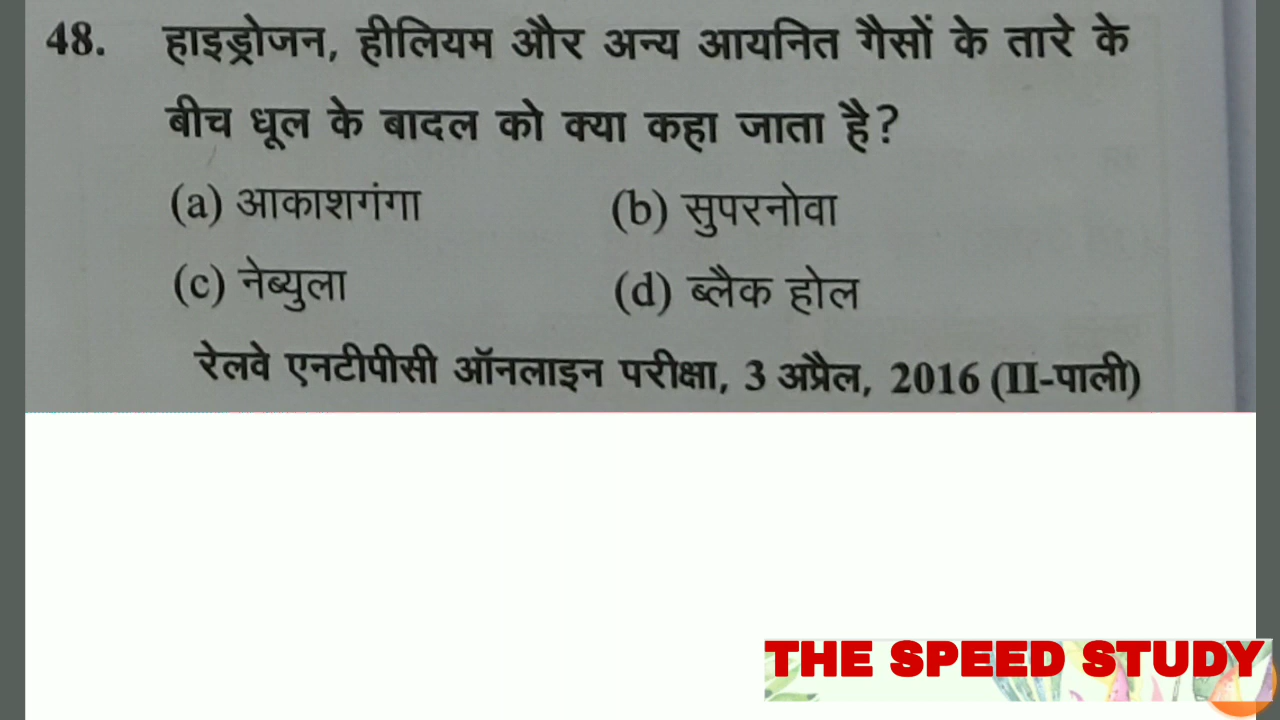 48. हाइड्रोजन, हीलियम और अन्य आयनित गैसों के तारे के
बीच धूल के बादल को क्या कहा जाता है?
(a) आकाशगंगा (b) सुपरनोवा
(c) नेब्युला (d) ब्लैक होल
रेलवे एनटीपीसी ऑनलाइन परीक्षा, 3 अप्रैल, 2016 (II-पाली)
THE SPEED STUDY